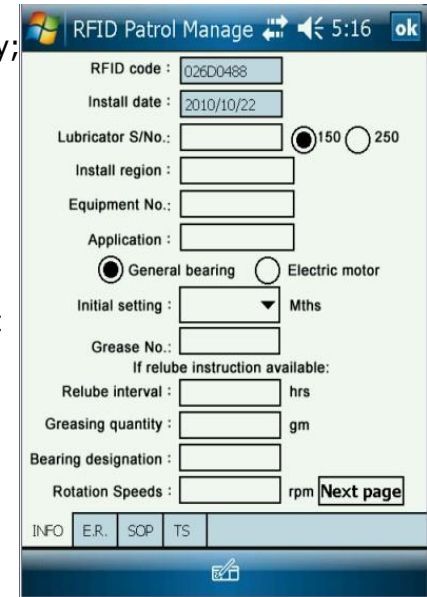 RFID Patrol Manage 5:16 ok
y;
RFID code : 026D0488
Install date : 2010/10/22
Lubricator S/No.: 150 250
Install region :
Equipment No.:
Application :
General bearing Electric motor
Initial setting : Mths
Grease No.:
If relube instruction available:
Relube interval : hrs
Greasing quantity : gm
Bearing designation :
Rotation Speeds : rpm Next page
INFO E.R. SOP TS